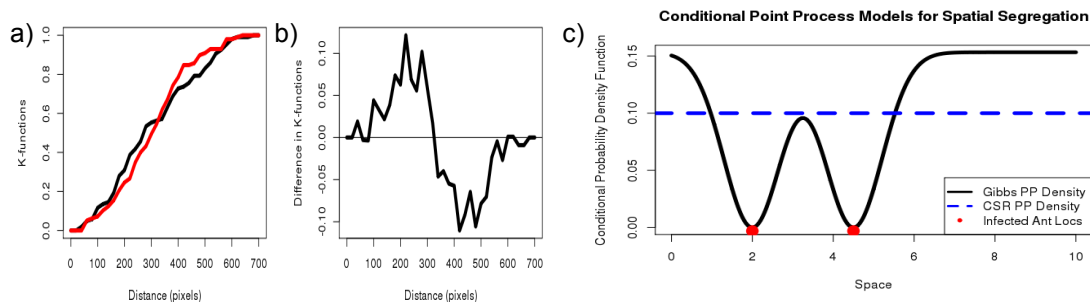 a)
K-functions
0.0 0.2 0.4 0.6 0.8 1.0
0 100 200 300 400 500 600 700
Distance (pixels)
b)
Difference in K-functions
-0.10 -0.05 0.00 0.05 0.10
0 100 200 300 400 500 600 700
Distance (pixels)
c)
Conditional Point Process Models for Spatial Segregation
Conditional Probability Density Function
0.00 0.05 0.10 0.15
0 2 4 6 8 10
Space
Gibbs PP Density
CSR PP Density
Infected Ant Locs